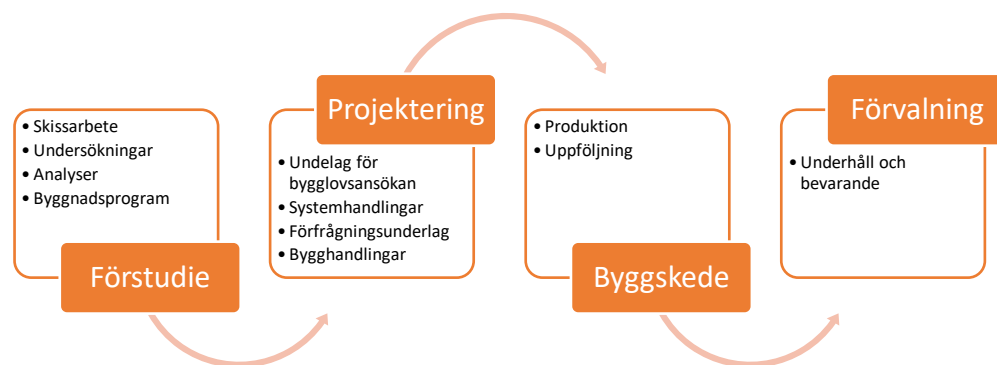 • Skissarbete
• Undersökningar
• Analyser
• Byggnadsprogram
Förstudie
Projektering
• Undelag för
bygglovsansökan
• Systemhandlingar
• Förfrågningsunderlag
• Bygghandlingar
• Produktion
• Uppföljning
Byggskede
Förvalning
• Underhåll och
bevarande